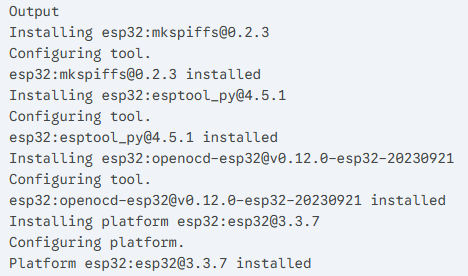 Output
Installing esp32:mkspiffs@0.2.3
Configuring tool.
esp32:mkspiffs@0.2.3 installed
Installing esp32:esptool_py@4.5.1
Configuring tool.
esp32:esptool_py@4.5.1 installed
Installing esp32:openocd-esp32@v0.12.0-esp32-20230921
Configuring tool.
esp32:openocd-esp32@v0.12.0-esp32-20230921 installed
Installing platform esp32:esp32@3.3.7
Configuring platform.
Platform esp32:esp32@3.3.7 installed